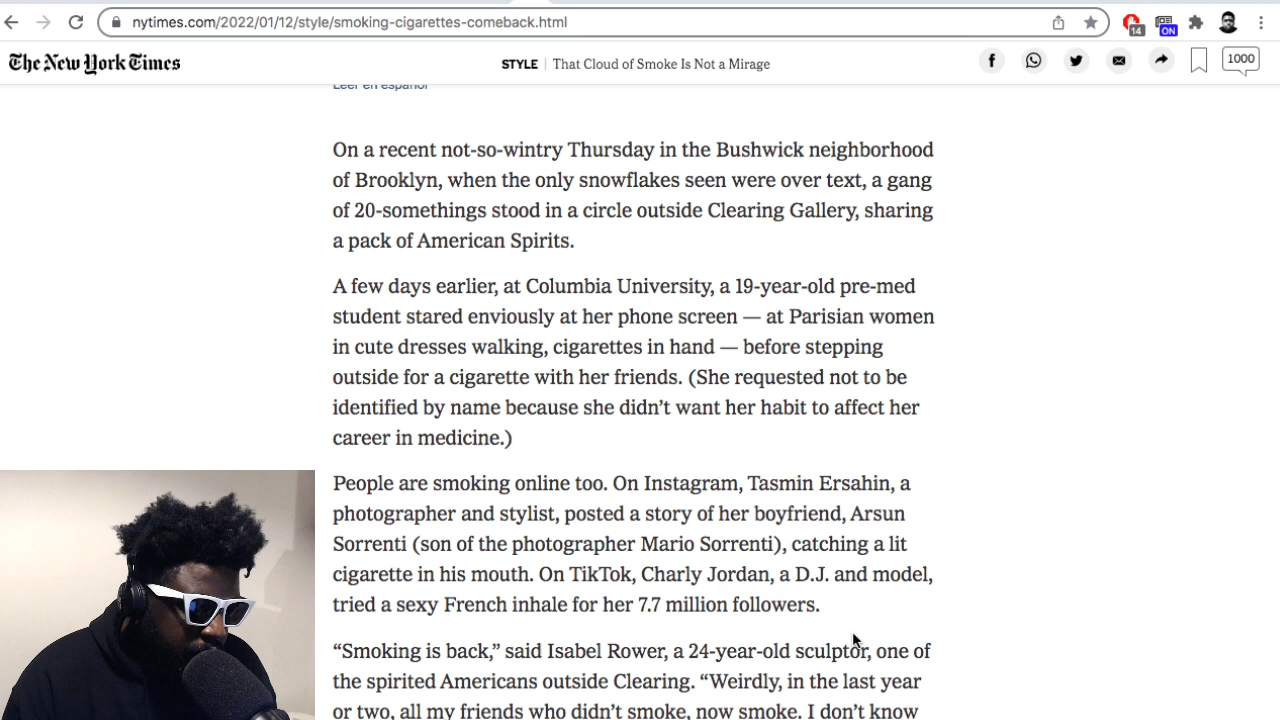 nytimes.com/2022/01/12/style/smoking-cigarettes-comeback.html
14
ON
The New York Times
STYLE | That Cloud of Smoke Is Not a Mirage
1000
Leer en español
On a recent not-so-wintry Thursday in the Bushwick neighborhood
of Brooklyn, when the only snowflakes seen were over text, a gang
of 20-somethings stood in a circle outside Clearing Gallery, sharing
a pack of American Spirits.
A few days earlier, at Columbia University, a 19-year-old pre-med
student stared enviously at her phone screen — at Parisian women
in cute dresses walking, cigarettes in hand — before stepping
outside for a cigarette with her friends. (She requested not to be
identified by name because she didn’t want her habit to affect her
career in medicine.)
People are smoking online too. On Instagram, Tasmin Ersahin, a
photographer and stylist, posted a story of her boyfriend, Arsun
Sorrenti (son of the photographer Mario Sorrenti), catching a lit
cigarette in his mouth. On TikTok, Charly Jordan, a D.J. and model,
tried a sexy French inhale for her 7.7 million followers.
“Smoking is back,” said Isabel Rower, a 24-year-old sculptor, one of
the spirited Americans outside Clearing. “Weirdly, in the last year
or two, all my friends who didn’t smoke, now smoke. I don’t know